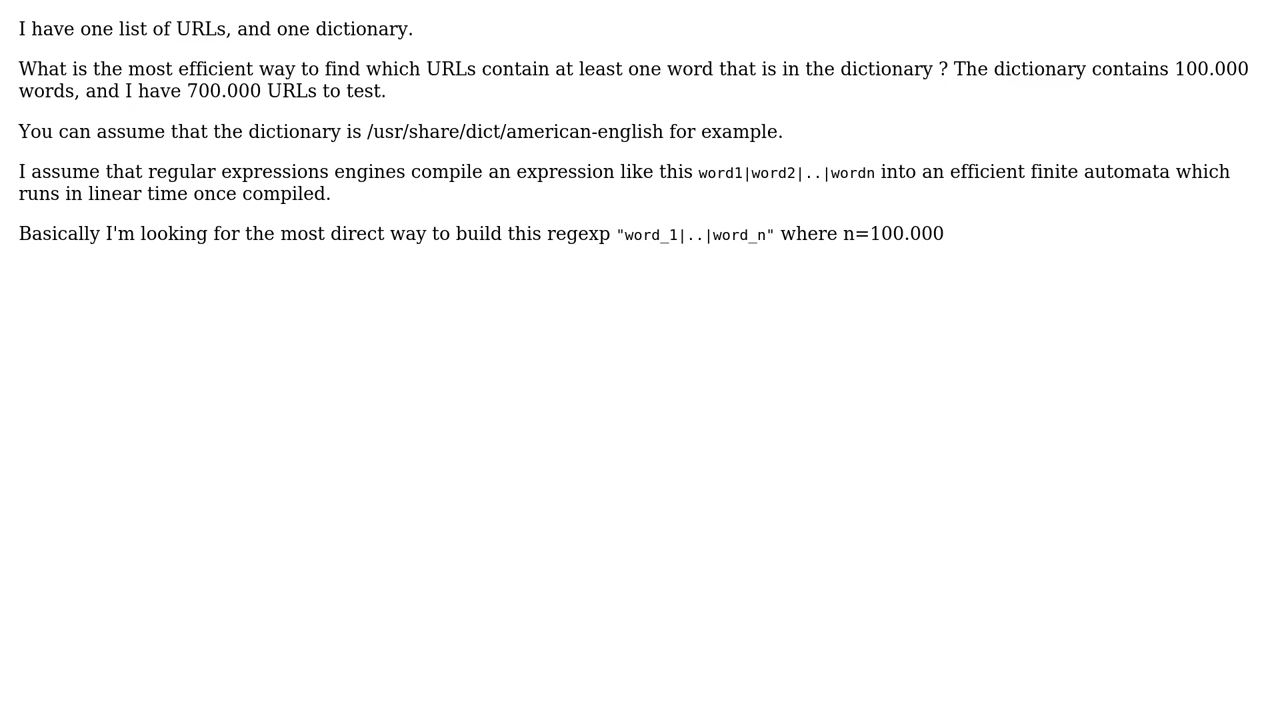 I have one list of URLs, and one dictionary.
What is the most efficient way to find which URLs contain at least one word that is in the dictionary ? The dictionary contains 100.000
words, and I have 700.000 URLs to test.
You can assume that the dictionary is /usr/share/dict/american-english for example.
I assume that regular expressions engines compile an expression like this word1|word2|..|wordn into an efficient finite automata which
runs in linear time once compiled.
Basically I'm looking for the most direct way to build this regexp "word_1|..|word_n" where n=100.000